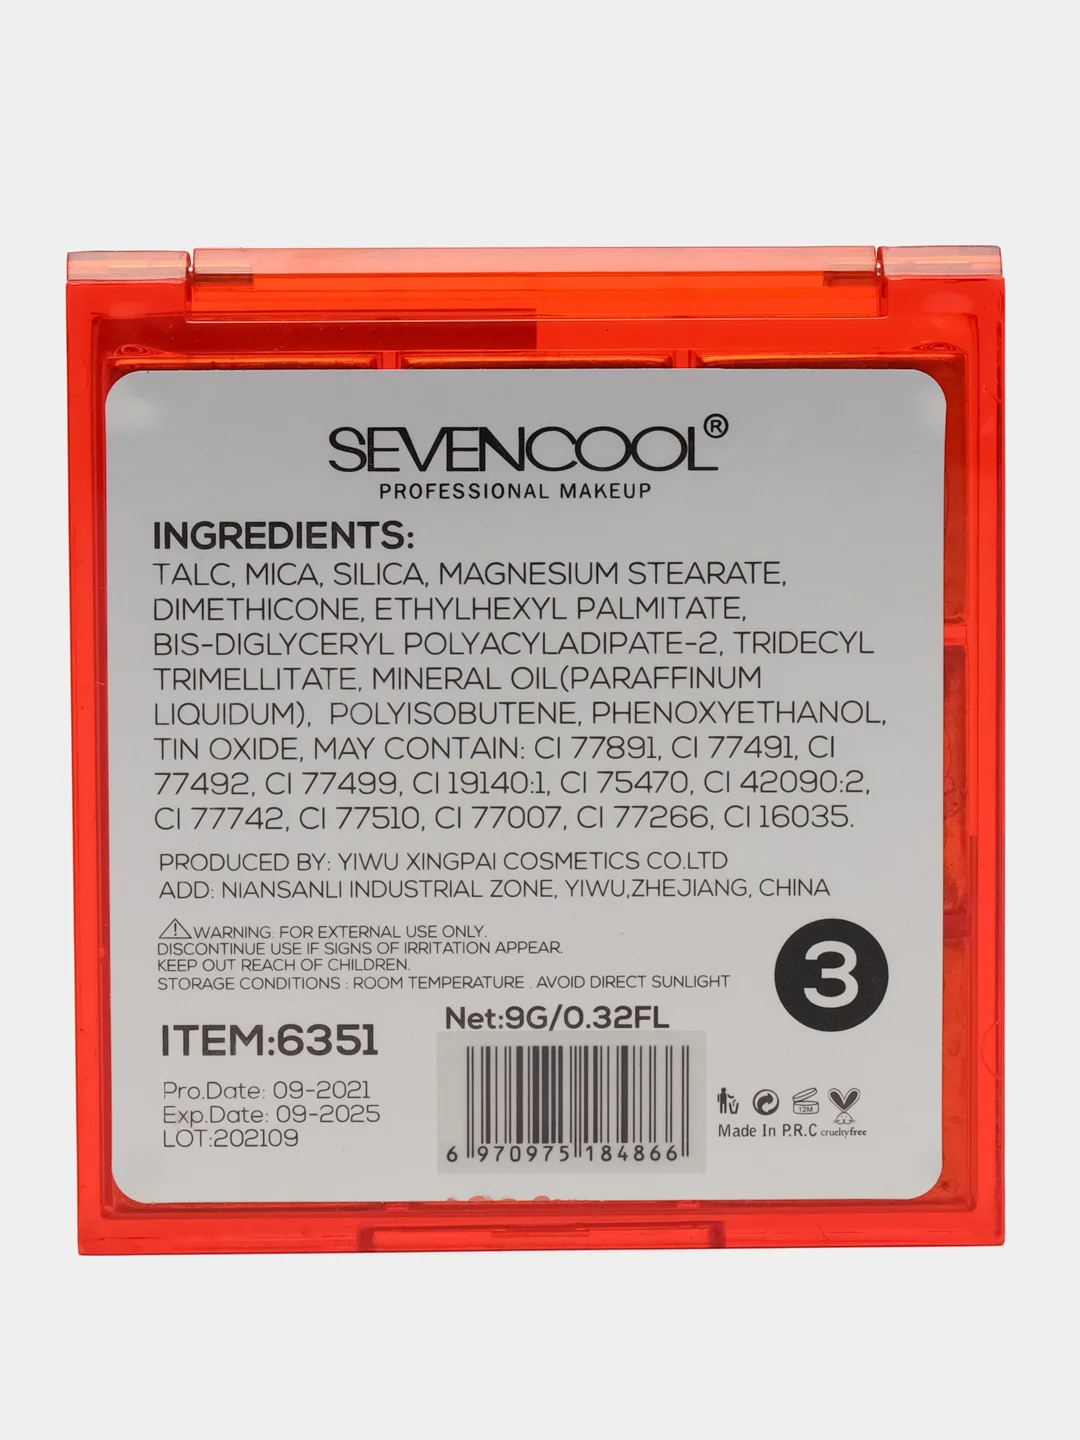 SEVENCOOL®
PROFESSIONAL MAKEUP
INGREDIENTS:
TALC, MICA, SILICA, MAGNESIUM STEARATE,
DIMETHICONE, ETHYLHEXYL PALMITATE,
BIS-DIGLYCERYL POLYACYLADIPATE-2, TRIDECYL
TRIMELLITATE, MINERAL OIL(PARAFFINUM
LIQUIDUM), POLYISOBUTENE, PHENOXYETHANOL,
TIN OXIDE, MAY CONTAIN: CI 77891, CI 77491, CI
77492, CI 77499, CI 19140:1, CI 75470, CI 42090:2,
CI 77742, CI 77510, CI 77007, CI 77266, CI 16035.
PRODUCED BY: YIWU XINGPAI COSMETICS CO.LTD
ADD: NIANSANLI INDUSTRIAL ZONE, YIWU,ZHEJIANG, CHINA
WARNING: FOR EXTERNAL USE ONLY.
DISCONTINUE USE IF SIGNS OF IRRITATION APPEAR.
KEEP OUT REACH OF CHILDREN.
STORAGE CONDITIONS : ROOM TEMPERATURE . AVOID DIRECT SUNLIGHT
3
ITEM:6351
Net:9G/0.32FL
Pro.Date: 09-2021
Exp.Date: 09-2025
LOT:202109
6 970975 184866
12M
Made In P.R.C cruelty free